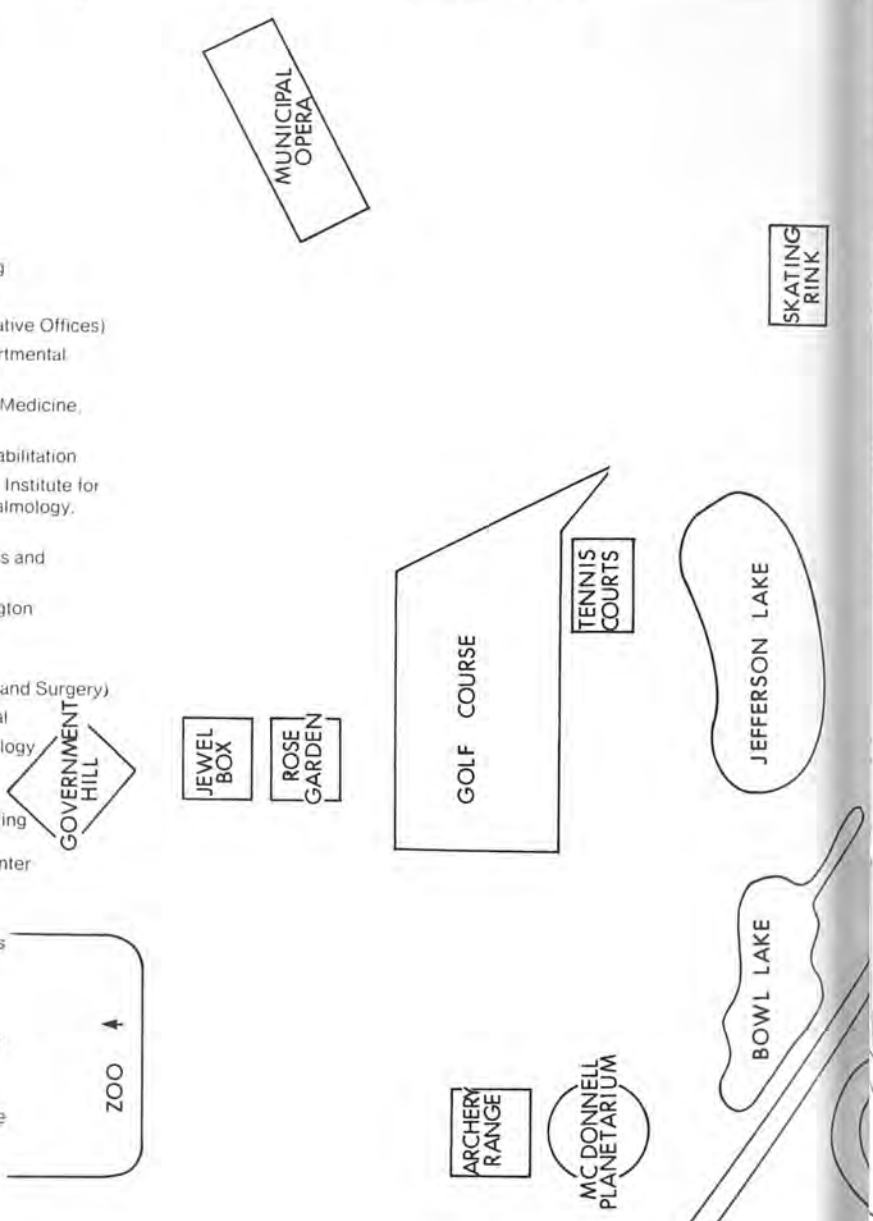 MUNICIPAL
OPERA
SKATING
RINK
ative Offices)
rtmental
Medicine,
abilitation
Institute for
almology,
s and
gton
and Surgery)
al
logy
ing
nter
s
e
GOVERNMENT
HILL
JEWEL
BOX
ROSE
GARDEN
GOLF COURSE
TENNIS
COURTS
JEFFERSON LAKE
BOWL LAKE
ZOO
ARCHERY
RANGE
MC DONNELL
PLANETARIUM